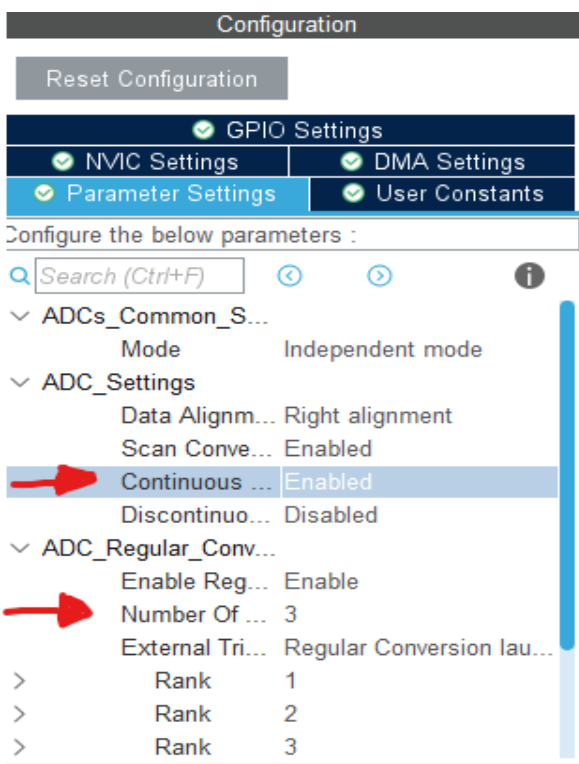 Configuration
Reset Configuration
GPIO Settings
NVIC Settings DMA Settings
Parameter Settings User Constants
Configure the below parameters :
Search (Ctrl+F)
ADCs_Common_S...
Mode Independent mode
ADC_Settings
Data Alignm... Right alignment
Scan Conve... Enabled
Continuous ... Enabled
Discontinuo... Disabled
ADC_Regular_Conv...
Enable Reg... Enable
Number Of ... 3
External Tri... Regular Conversion lau...
Rank 1
Rank 2
Rank 3